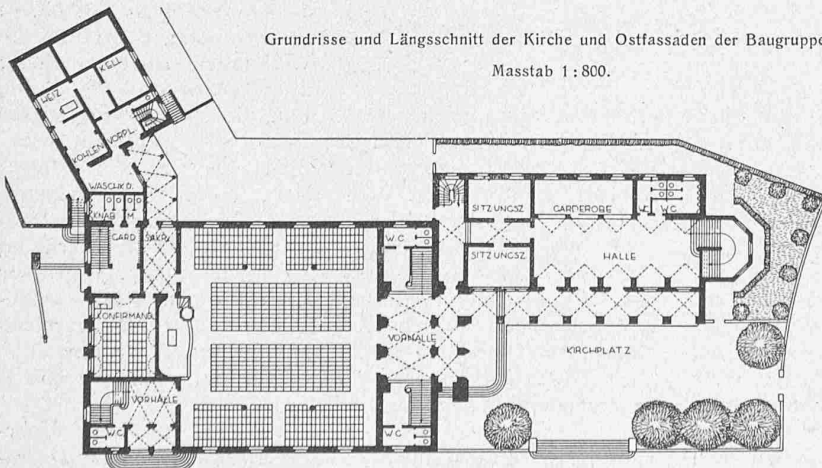 Grundrisse und Längsschnitt der Kirche und Ostfassaden der Baugruppe
Masstab 1 : 800.
KELL
HEIZ
VORPL.
KOHLEN
WASCHK.
KNAB M.
GARD SAKR.
KONFIRMAND.
VORHALLE
W.C.
W.C.
VORHALLE
W.C.
SITZUNGSZ
SITZUNGSZ
GARDEROBE
W.C.
HALLE
KIRCHPLATZ